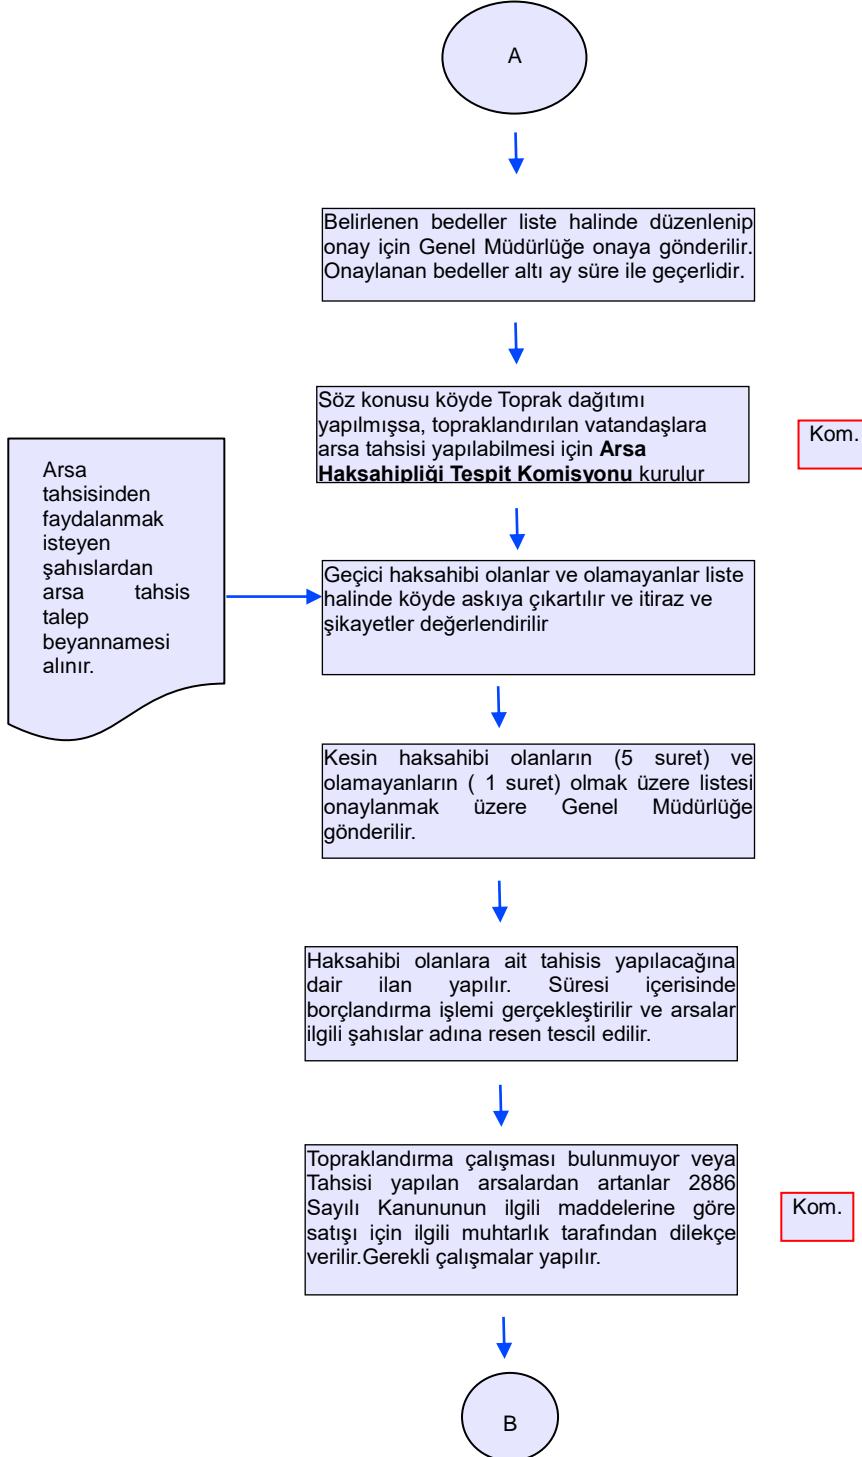 A
Belirlenen bedeller liste halinde düzenlenip
onay için Genel Müdürlüğe onaya gönderilir.
Onaylanan bedeller altı ay süre ile geçerlidir.
Söz konusu köyde Toprak dağıtımı
yapılmışsa, topraklandırılan vatandaşlara
arsa tahsisi yapılabilmesi için Arsa
Haksahipliği Tespit Komisyonu kurulur
Kom.
Arsa
tahsisinden
faydalanmak
isteyen
şahıslardan
arsa tahsis
talep
beyannamesi
alınır.
Geçici haksahibi olanlar ve olamayanlar liste
halinde köyde askıya çıkartılır ve itiraz ve
şikayetler değerlendirilir
Kesin haksahibi olanların (5 suret) ve
olamayanların ( 1 suret) olmak üzere listesi
onaylanmak üzere Genel Müdürlüğe
gönderilir.
Haksahibi olanlara ait tahisis yapılacağına
dair ilan yapılır. Süresi içerisinde
borçlandırma işlemi gerçekleştirilir ve arsalar
ilgili şahıslar adına resen tescil edilir.
Topraklandırma çalışması bulunmuyor veya
Tahsisi yapılan arsalardan artanlar 2886
Sayılı Kanununun ilgili maddelerine göre
satışı için ilgili muhtarlık tarafından dilekçe
verilir.Gerekli çalışmalar yapılır.
Kom.
B